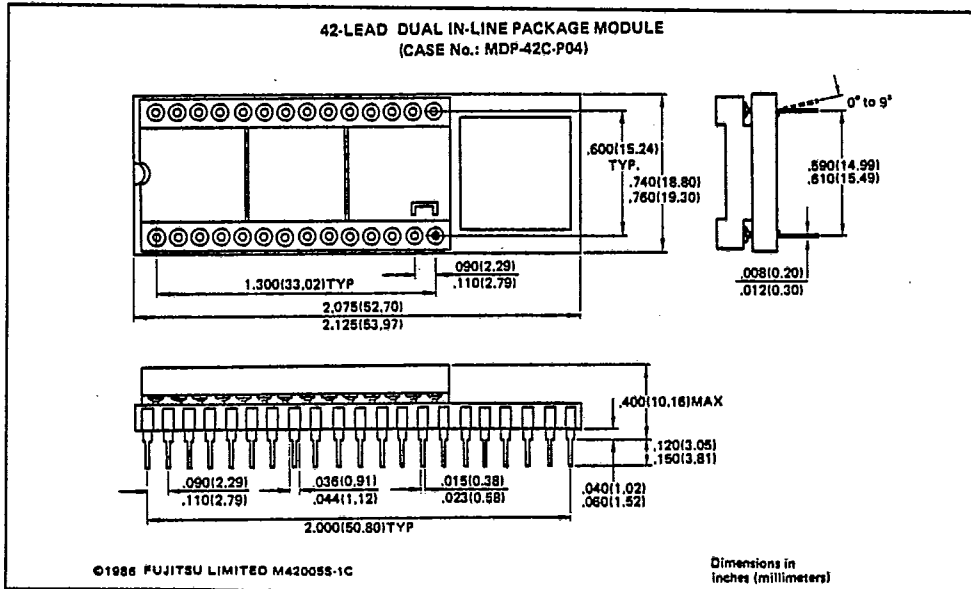 42-LEAD DUAL IN-LINE PACKAGE MODULE
(CASE No.: MDP-42C-P04)
0° to 9°
.600(15.24)
TYP.
.740(18.80)
.760(19.30)
.590(14.99)
.610(15.49)
.090(2.29)
.110(2.79)
1.300(33.02)TYP
2.075(52.70)
2.125(53.97)
.008(0.20)
.012(0.30)
.400(10.16)MAX
.120(3.05)
.150(3.81)
.090(2.29)
.110(2.79)
.036(0.91)
.044(1.12)
.015(0.38)
.023(0.58)
.040(1.02)
.060(1.52)
2.000(50.80)TYP
©1986 FUJITSU LIMITED M42005S-1C
Dimensions in
inches (millimeters)